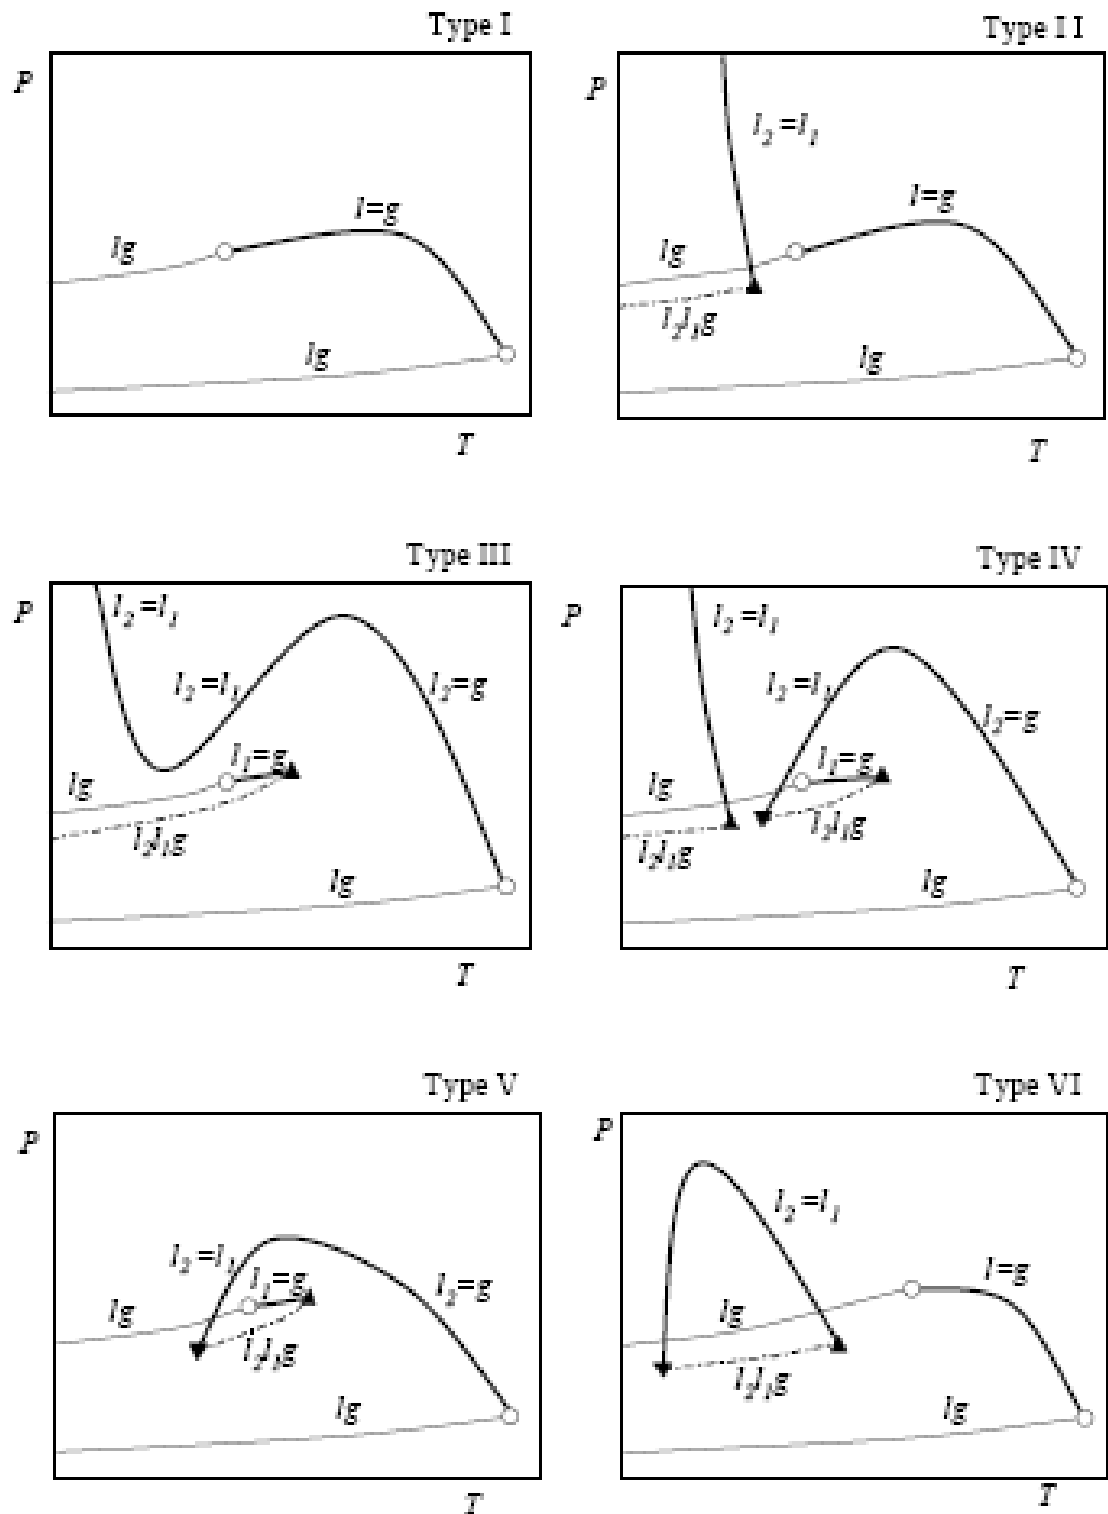 Type I
P
l=g
lg
lg
T
Type I I
P
l₂ =l₁
l=g
lg
l₂l₁g
lg
T
Type III
P
l₂ =l₁
l₂ =l₁
l₂=g
l₁=g
lg
l₂l₁g
lg
T
Type IV
P
l₂ =l₁
l₂ =l₁
l₂=g
l₁=g
lg
l₂l₁g
l₂l₁g
lg
T
Type V
P
l₂ =l₁
l₁=g
l₂=g
lg
l₂l₁g
lg
T
Type VI
P
l₂ =l₁
l=g
lg
l₂l₁g
lg
T